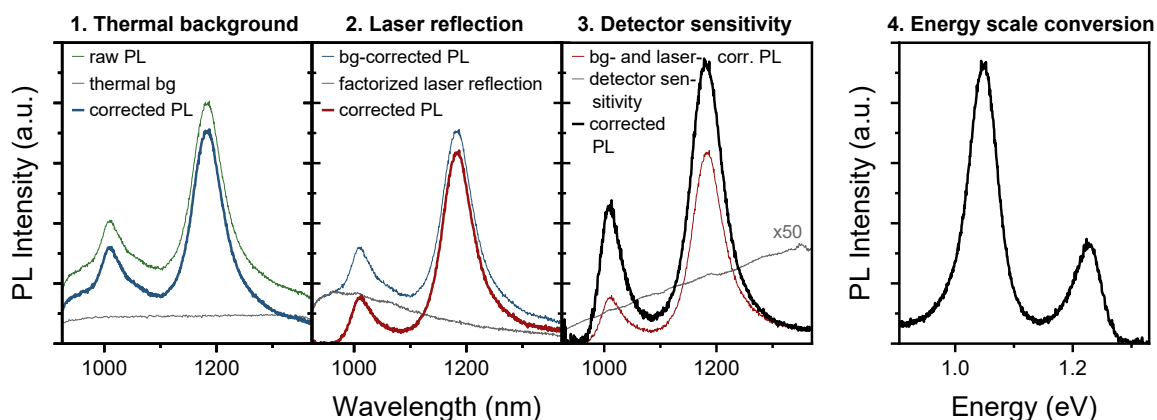 1. Thermal background
2. Laser reflection
3. Detector sensitivity
4. Energy scale conversion
PL Intensity (a.u.)
raw PL
thermal bg
corrected PL
bg-corrected PL
factorized laser reflection
corrected PL
bg- and laser- corr. PL
detector sen-
sitivity
corrected
PL
x50
PL Intensity (a.u.)
1000 1200
1000 1200
1000 1200
1.0 1.2
Wavelength (nm)
Energy (eV)